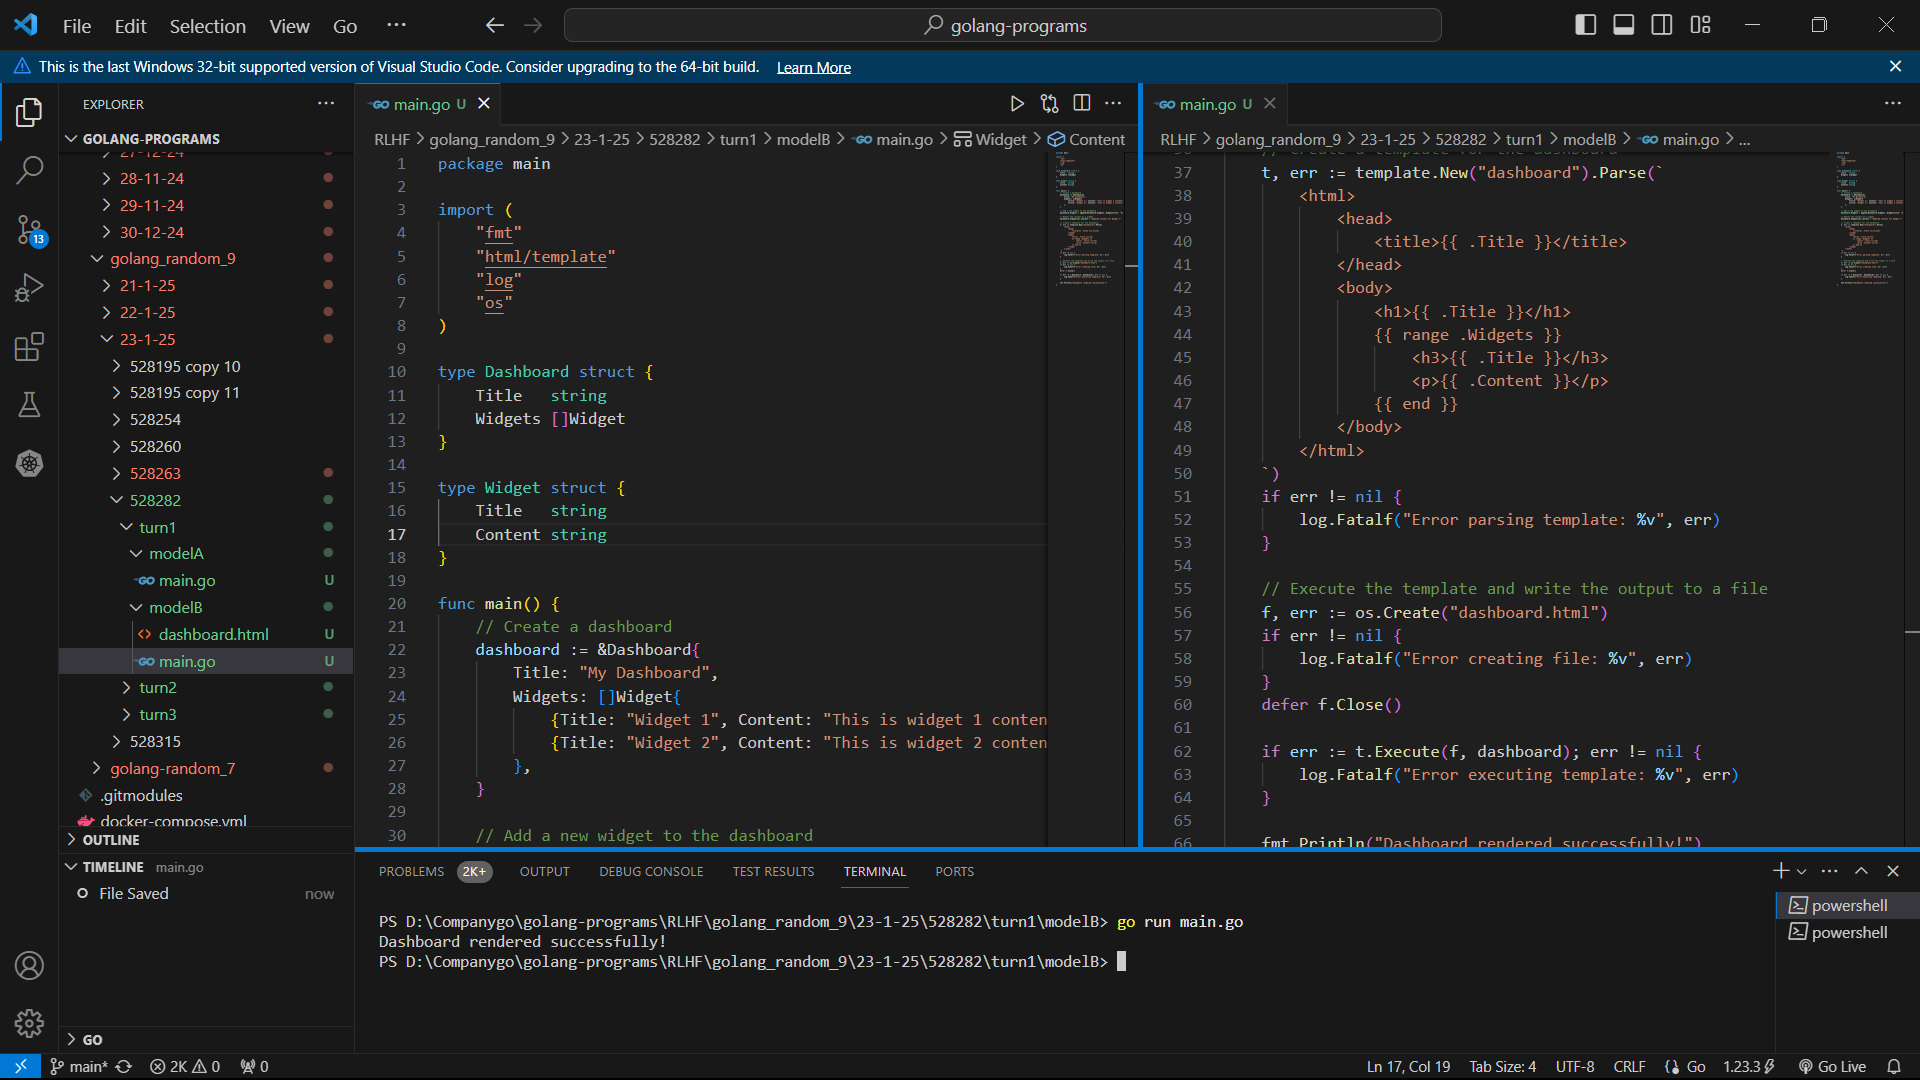 File Edit Selection View Go ···
golang-programs
This is the last Windows 32-bit supported version of Visual Studio Code. Consider upgrading to the 64-bit build. Learn More
EXPLORER
GOLANG-PROGRAMS
27-12-24
28-11-24
29-11-24
30-12-24
golang_random_9
21-1-25
22-1-25
23-1-25
528195 copy 10
528195 copy 11
528254
528260
528263
528282
turn1
modelA
main.go U
modelB
dashboard.html U
main.go U
turn2
turn3
528315
golang-random_7
.gitmodules
docker-compose.yml
OUTLINE
TIMELINE main.go
File Saved now
GO
13
main.go U
RLHF > golang_random_9 > 23-1-25 > 528282 > turn1 > modelB > main.go > Widget > Content
1 package main
2
3 import (
4 "fmt"
5 "html/template"
6 "log"
7 "os"
8 )
9
10 type Dashboard struct {
11 Title string
12 Widgets []Widget
13 }
14
15 type Widget struct {
16 Title string
17 Content string
18 }
19
20 func main() {
21 // Create a dashboard
22 dashboard := &Dashboard{
23 Title: "My Dashboard",
24 Widgets: []Widget{
25 {Title: "Widget 1", Content: "This is widget 1 conten
26 {Title: "Widget 2", Content: "This is widget 2 conten
27 },
28 }
29
30 // Add a new widget to the dashboard
main.go U
RLHF > golang_random_9 > 23-1-25 > 528282 > turn1 > modelB > main.go > ...
// Create a template for the dashboard
37 t, err := template.New("dashboard").Parse(`
38 <html>
39 <head>
40 <title>{{ .Title }}</title>
41 </head>
42 <body>
43 <h1>{{ .Title }}</h1>
44 {{ range .Widgets }}
45 <h3>{{ .Title }}</h3>
46 <p>{{ .Content }}</p>
47 {{ end }}
48 </body>
49 </html>
50 `)
51 if err != nil {
52 log.Fatalf("Error parsing template: %v", err)
53 }
54
55 // Execute the template and write the output to a file
56 f, err := os.Create("dashboard.html")
57 if err != nil {
58 log.Fatalf("Error creating file: %v", err)
59 }
60 defer f.Close()
61
62 if err := t.Execute(f, dashboard); err != nil {
63 log.Fatalf("Error executing template: %v", err)
64 }
65
66 fmt.Println("Dashboard rendered successfully!")
PROBLEMS 2K+ OUTPUT DEBUG CONSOLE TEST RESULTS TERMINAL PORTS
PS D:\Companygo\golang-programs\RLHF\golang_random_9\23-1-25\528282\turn1\modelB> go run main.go
Dashboard rendered successfully!
PS D:\Companygo\golang-programs\RLHF\golang_random_9\23-1-25\528282\turn1\modelB>
powershell
powershell
main* 2K 0 0 Ln 17, Col 19 Tab Size: 4 UTF-8 CRLF Go 1.23.3 Go Live